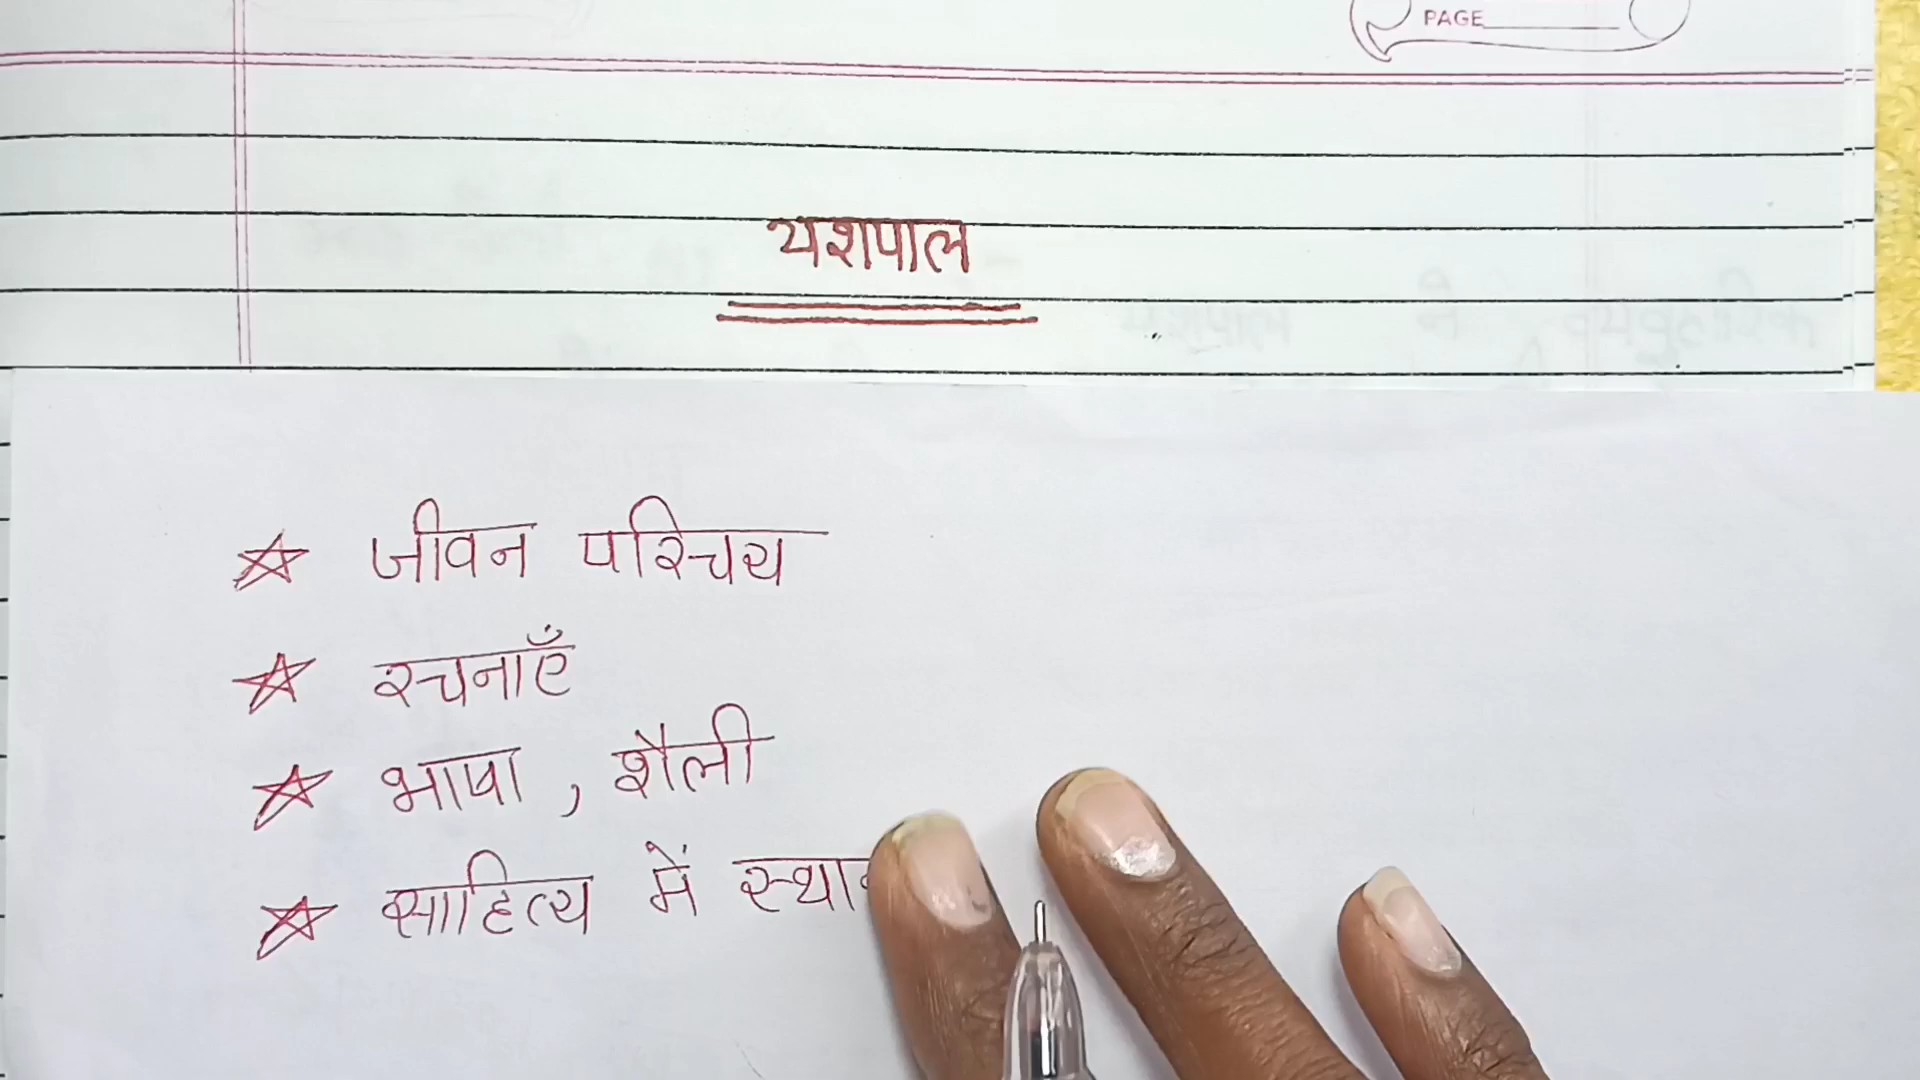 PAGE
यशपाल
जीवन परिचय
रचनाएँ
भाषा , शैली
साहित्य में